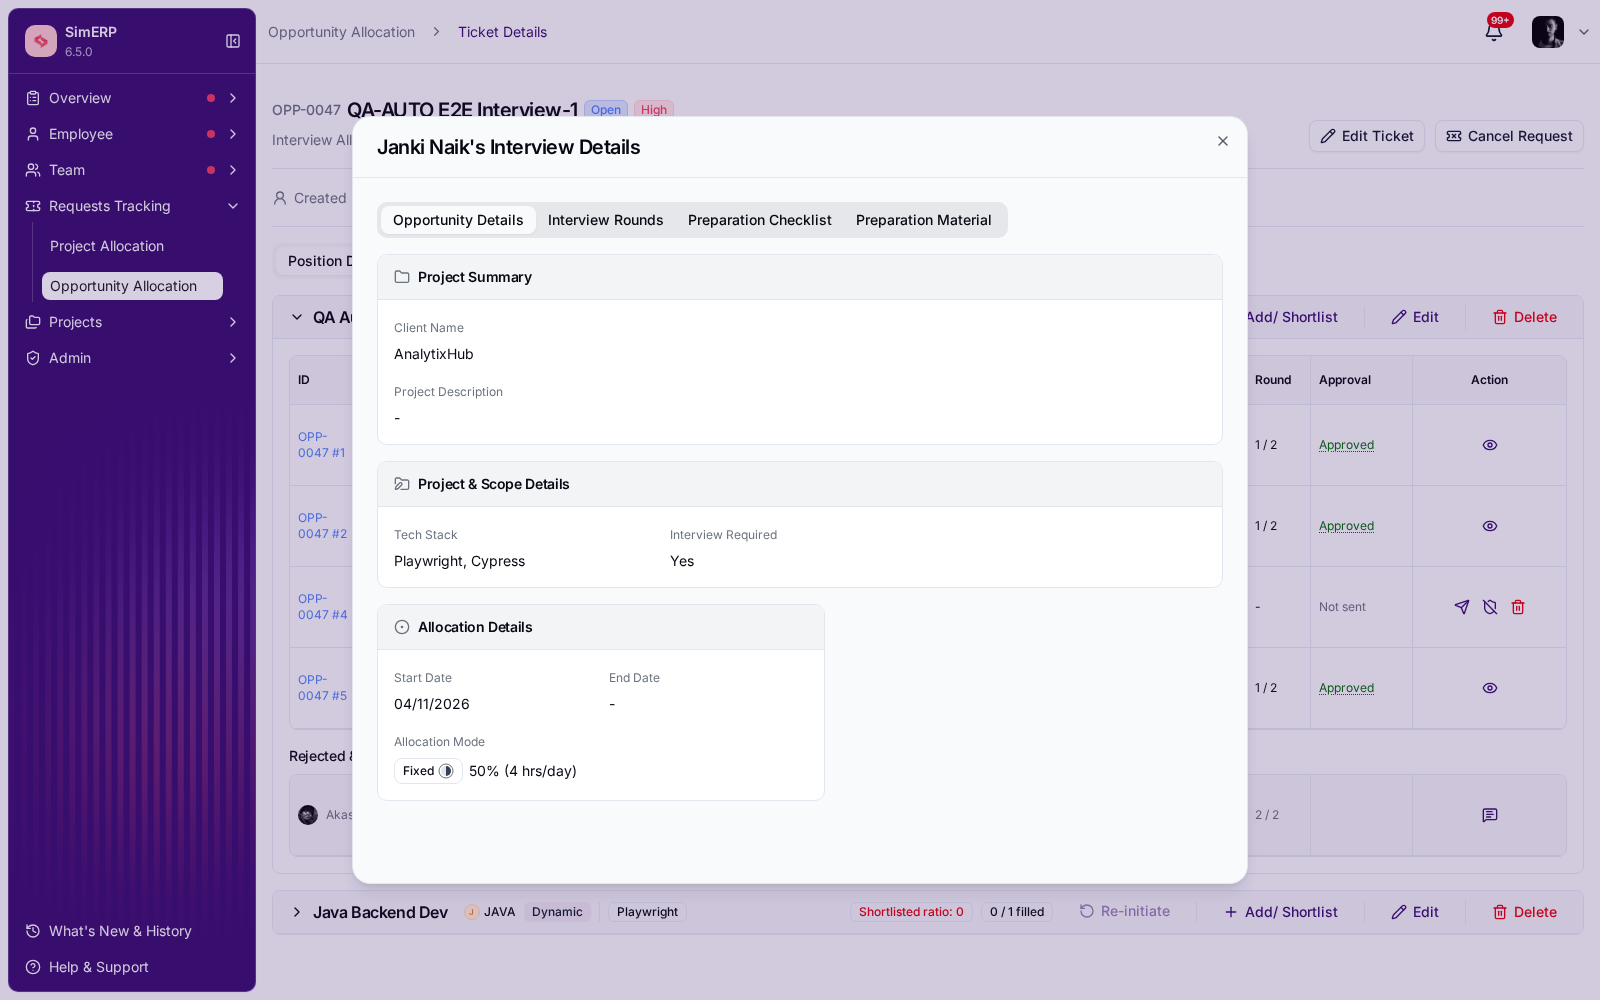 SimERP
6.5.0
Overview
Employee
Team
Requests Tracking
Project Allocation
Opportunity Allocation
Projects
Admin
What's New & History
Help & Support
Opportunity Allocation > Ticket Details
99+
OPP-0047 QA-AUTO E2E Interview-1 Open High
Interview All
Edit Ticket
Cancel Request
Created
Position D
QA Au
Add/ Shortlist
Edit
Delete
ID
Round
Approval
Action
OPP-
0047 #1
1 / 2
Approved
OPP-
0047 #2
1 / 2
Approved
OPP-
0047 #4
-
Not sent
OPP-
0047 #5
1 / 2
Approved
Rejected &
Akas
2 / 2
Java Backend Dev
J JAVA
Dynamic
Playwright
Shortlisted ratio: 0
0 / 1 filled
Re-initiate
Add/ Shortlist
Edit
Delete
Janki Naik's Interview Details
Opportunity Details
Interview Rounds
Preparation Checklist
Preparation Material
Project Summary
Client Name
AnalytixHub
Project Description
-
Project & Scope Details
Tech Stack
Interview Required
Playwright, Cypress
Yes
Allocation Details
Start Date
End Date
04/11/2026
-
Allocation Mode
Fixed 50% (4 hrs/day)